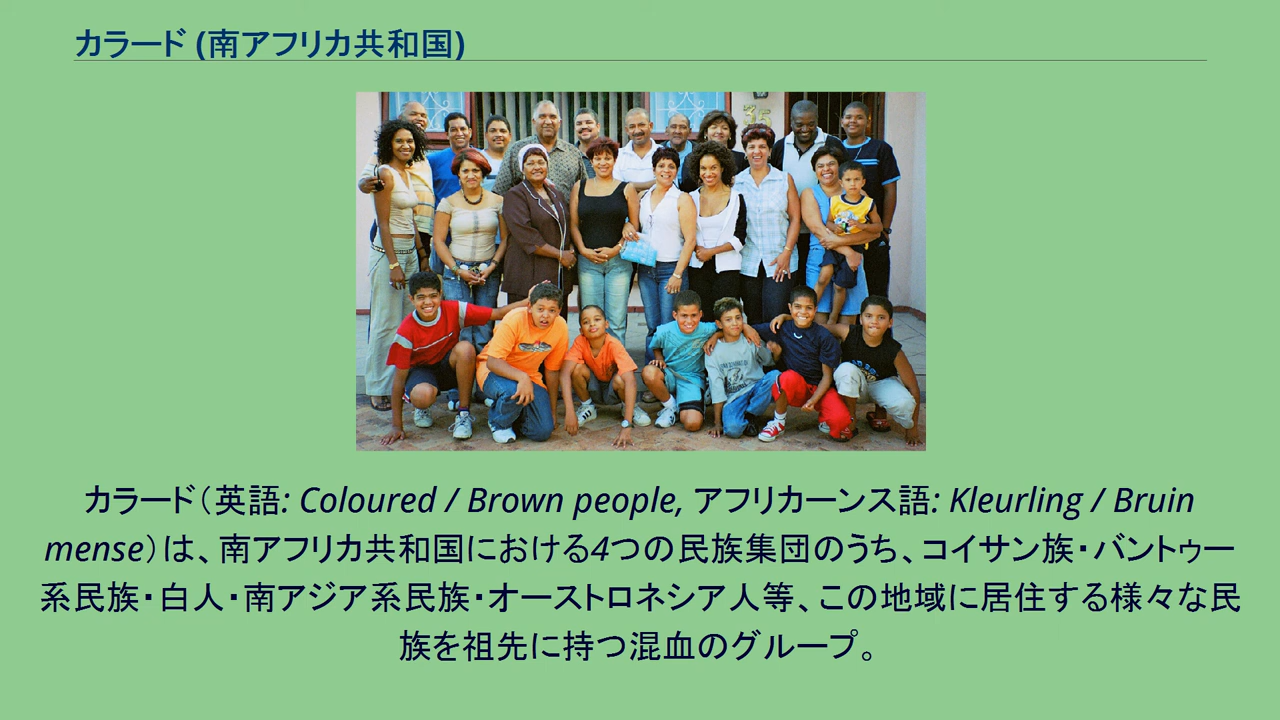 カラード (南アフリカ共和国)
35
カラード（英語: Coloured / Brown people, アフリカーンス語: Kleurling / Bruin
mense）は、南アフリカ共和国における4つの民族集団のうち、コイサン族・バントゥー
系民族・白人・南アジア系民族・オーストロネシア人等、この地域に居住する様々な民
族を祖先に持つ混血のグループ。